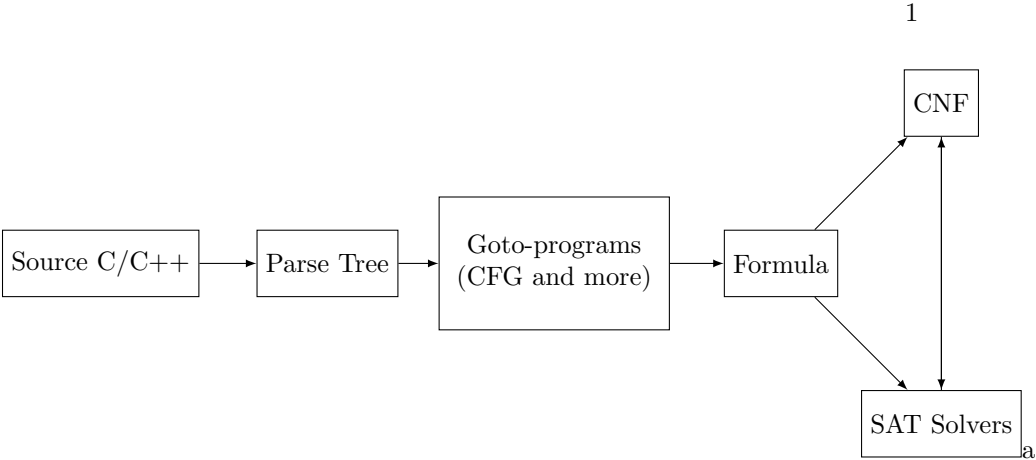 1
CNF
Source C/C++
Parse Tree
Goto-programs
(CFG and more)
Formula
SAT Solvers
a